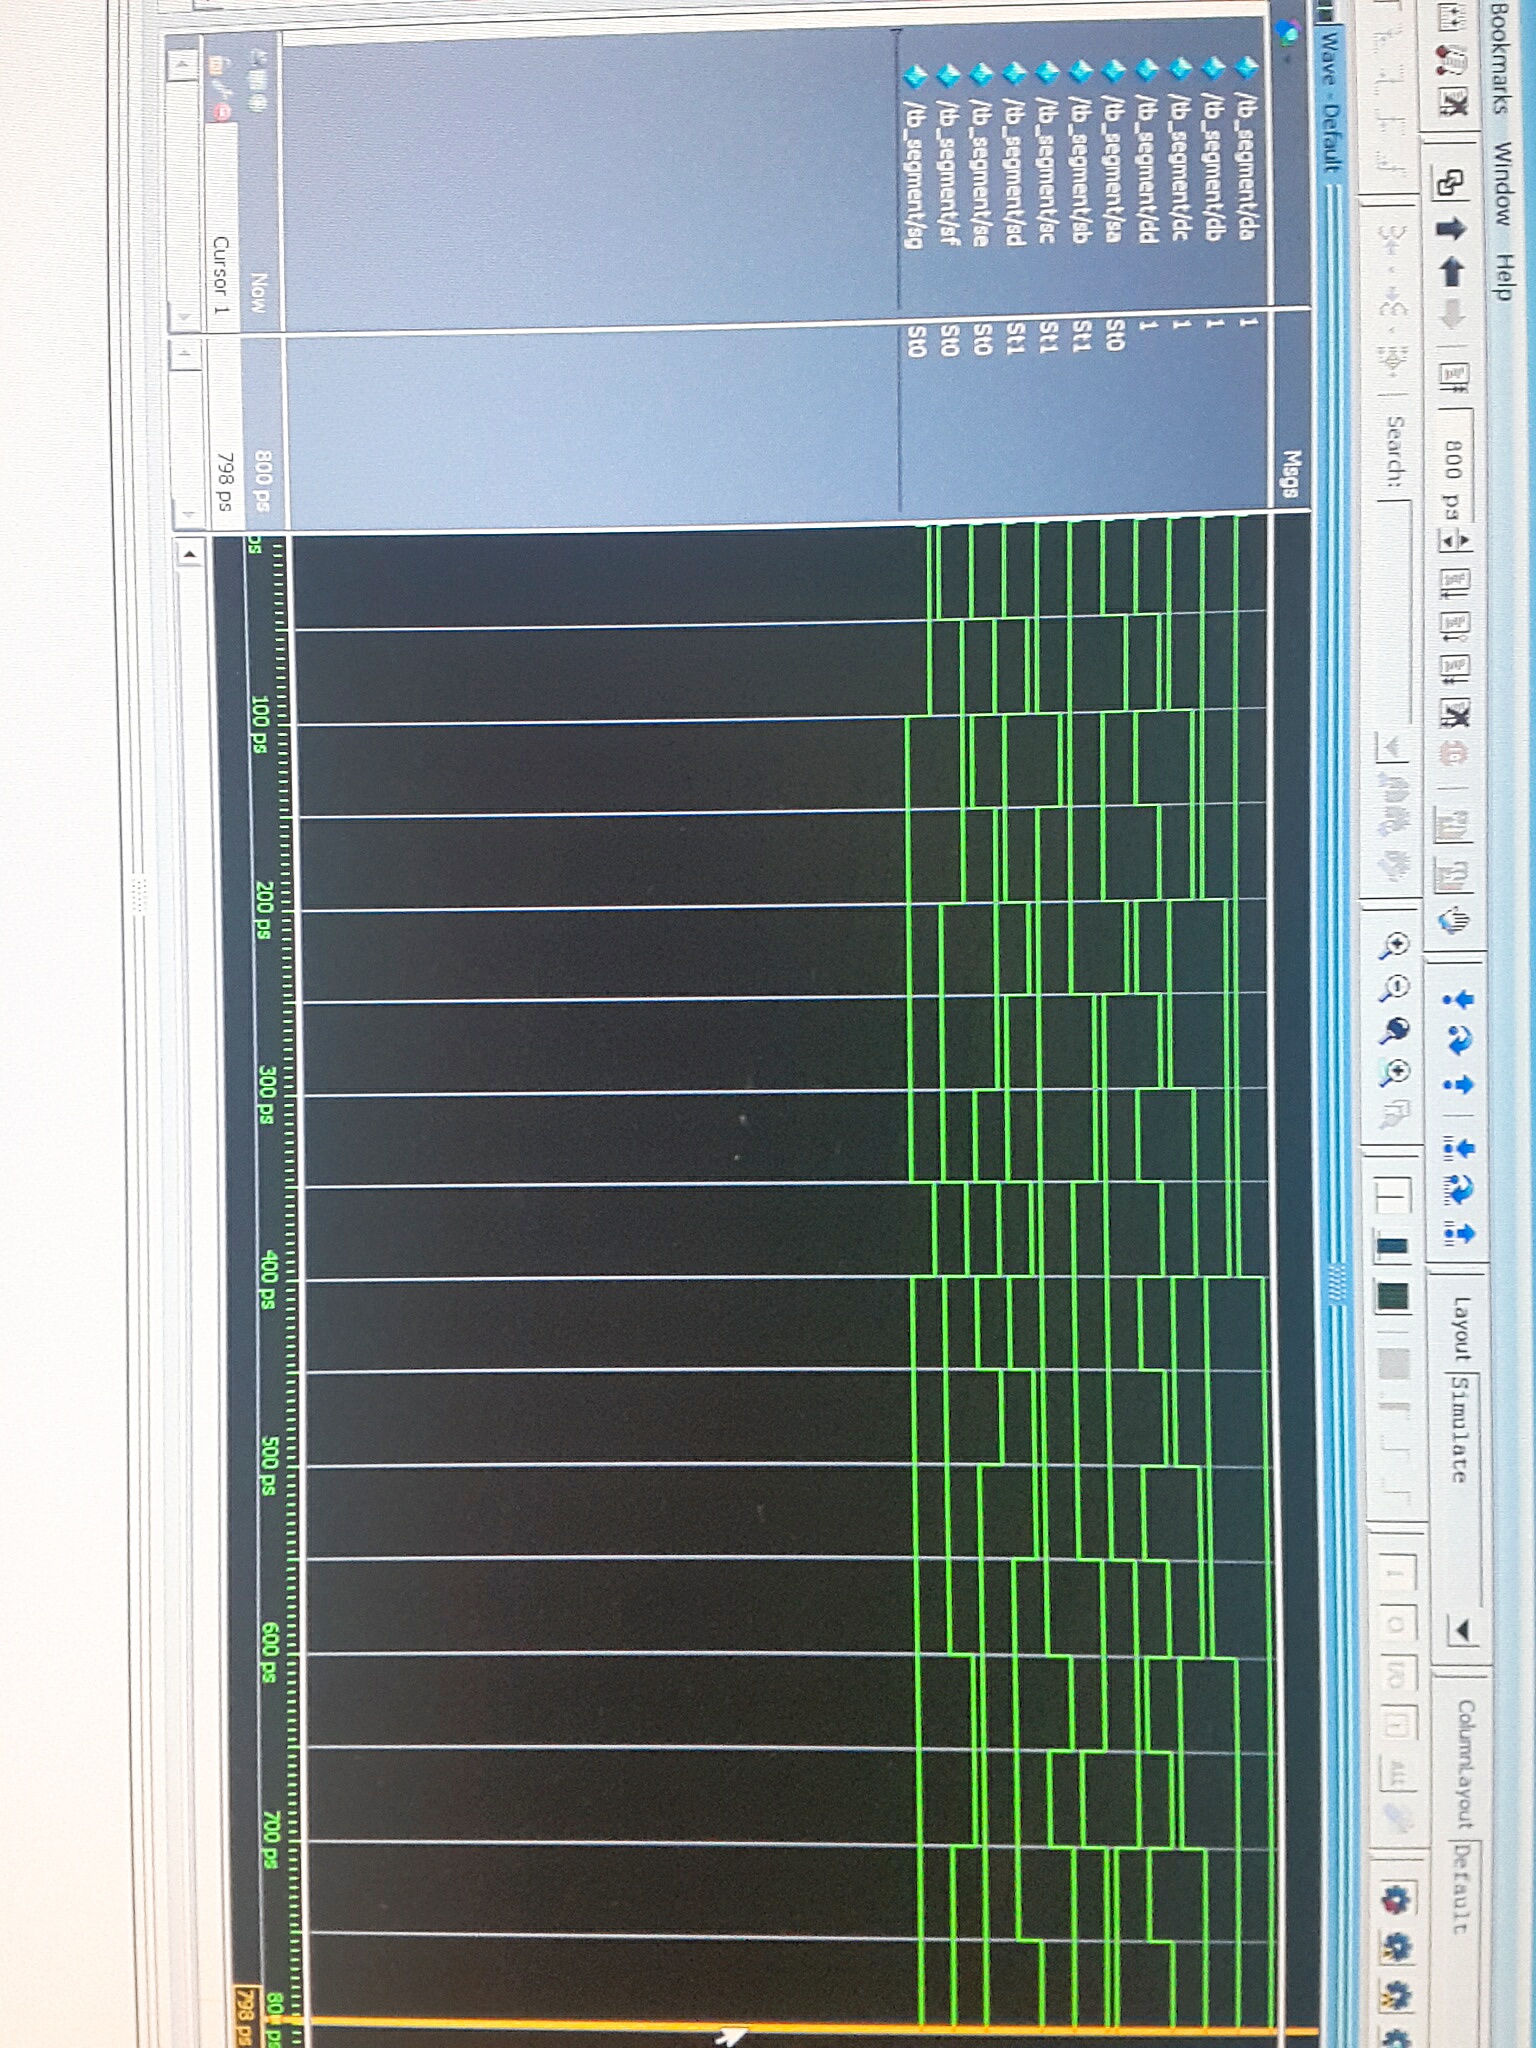 Bookmarks Window Help
800 ps
Layout Simulate
ColumnLayout Default
Search:
ALL
Wave - Default
Msgs
/tb_segment/da 1
/tb_segment/db 1
/tb_segment/dc 1
/tb_segment/dd 1
/tb_segment/sa St0
/tb_segment/sb St1
/tb_segment/sc St1
/tb_segment/sd St1
/tb_segment/se St0
/tb_segment/sf St0
/tb_segment/sg St0
Now 800 ps
ps 100 ps 200 ps 300 ps 400 ps 500 ps 600 ps 700 ps 800 ps
Cursor 1 798 ps
798 ps